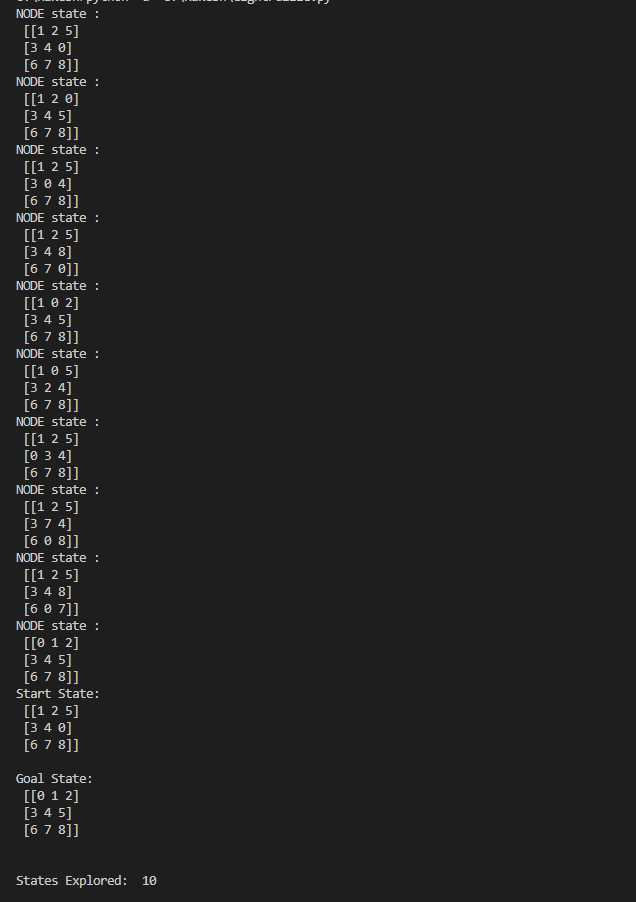 NODE state :
[[1 2 5]
[3 4 0]
[6 7 8]]
NODE state :
[[1 2 0]
[3 4 5]
[6 7 8]]
NODE state :
[[1 2 5]
[3 0 4]
[6 7 8]]
NODE state :
[[1 2 5]
[3 4 8]
[6 7 0]]
NODE state :
[[1 0 2]
[3 4 5]
[6 7 8]]
NODE state :
[[1 0 5]
[3 2 4]
[6 7 8]]
NODE state :
[[1 2 5]
[0 3 4]
[6 7 8]]
NODE state :
[[1 2 5]
[3 7 4]
[6 0 8]]
NODE state :
[[1 2 5]
[3 4 8]
[6 0 7]]
NODE state :
[[0 1 2]
[3 4 5]
[6 7 8]]
Start State:
[[1 2 5]
[3 4 0]
[6 7 8]]
Goal State:
[[0 1 2]
[3 4 5]
[6 7 8]]
States Explored: 10